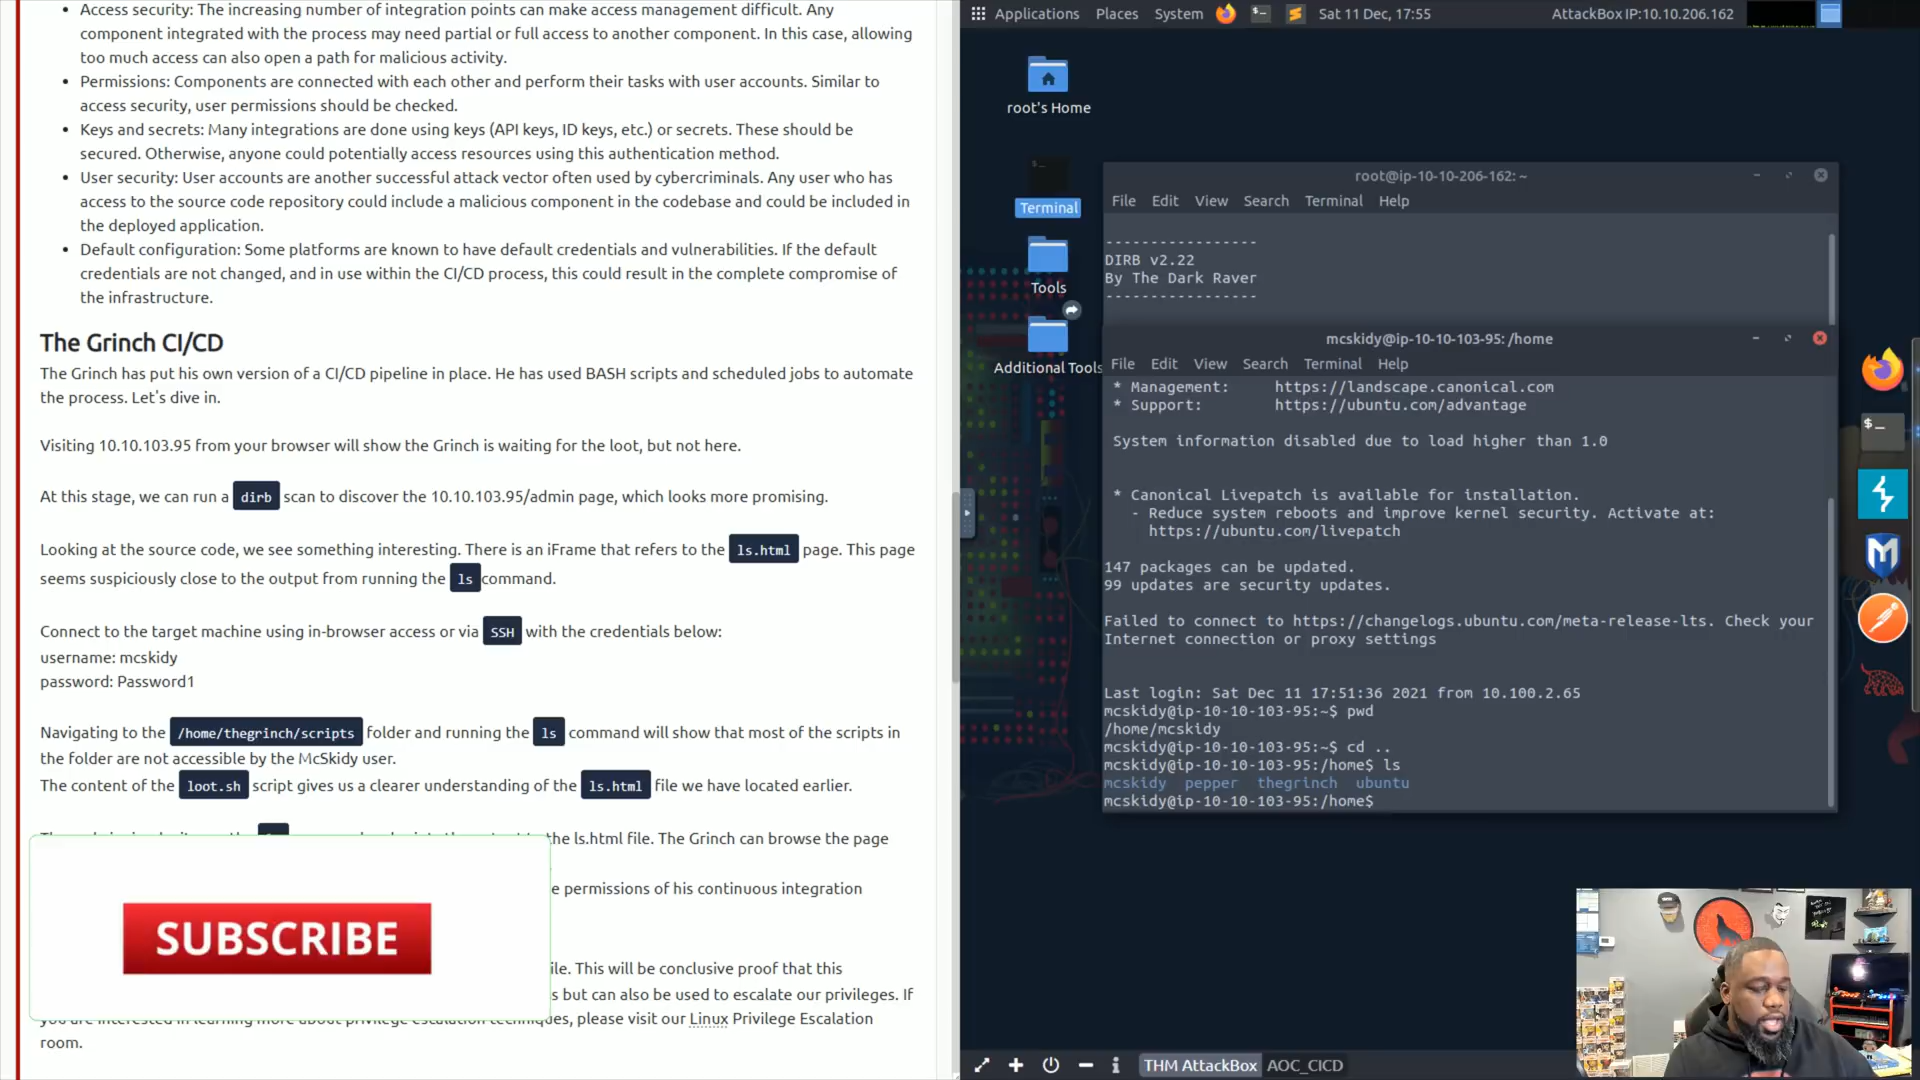 Access security: The increasing number of integration points can make access management difficult. Any
component integrated with the process may need partial or full access to another component. In this case, allowing
too much access can also open a path for malicious activity.
Permissions: Components are connected with each other and perform their tasks with user accounts. Similar to
access security, user permissions should be checked.
Keys and secrets: Many integrations are done using keys (API keys, ID keys, etc.) or secrets. These should be
secured. Otherwise, anyone could potentially access resources using this authentication method.
User security: User accounts are another successful attack vector often used by cybercriminals. Any user who has
access to the source code repository could include a malicious component in the codebase and could be included in
the deployed application.
Default configuration: Some platforms are known to have default credentials and vulnerabilities. If the default
credentials are not changed, and in use within the CI/CD process, this could result in the complete compromise of
the infrastructure.
The Grinch CI/CD
The Grinch has put his own version of a CI/CD pipeline in place. He has used BASH scripts and scheduled jobs to automate
the process. Let's dive in.
Visiting 10.10.103.95 from your browser will show the Grinch is waiting for the loot, but not here.
At this stage, we can run a dirb scan to discover the 10.10.103.95/admin page, which looks more promising.
Looking at the source code, we see something interesting. There is an iFrame that refers to the ls.html page. This page
seems suspiciously close to the output from running the ls command.
Connect to the target machine using in-browser access or via SSH with the credentials below:
username: mcskidy
password: Password1
Navigating to the /home/thegrinch/scripts folder and running the ls command will show that most of the scripts in
the folder are not accessible by the McSkidy user.
The content of the loot.sh script gives us a clearer understanding of the ls.html file we have located earlier.
the ls.html file. The Grinch can browse the page
e permissions of his continuous integration
ile. This will be conclusive proof that this
s but can also be used to escalate our privileges. If
you are interested in learning more about privilege escalation techniques, please visit our Linux Privilege Escalation
room.
SUBSCRIBE
Applications Places System Sat 11 Dec, 17:55 AttackBox IP:10.10.206.162
root's Home
Terminal
Tools
Additional Tools
root@ip-10-10-206-162: ~
File Edit View Search Terminal Help
-----------------
DIRB v2.22
By The Dark Raver
-----------------
mcskidy@ip-10-10-103-95: /home
File Edit View Search Terminal Help
* Management: https://landscape.canonical.com
* Support: https://ubuntu.com/advantage
System information disabled due to load higher than 1.0
* Canonical Livepatch is available for installation.
- Reduce system reboots and improve kernel security. Activate at:
https://ubuntu.com/livepatch
147 packages can be updated.
99 updates are security updates.
Failed to connect to https://changelogs.ubuntu.com/meta-release-lts. Check your
Internet connection or proxy settings
Last login: Sat Dec 11 17:51:36 2021 from 10.100.2.65
mcskidy@ip-10-10-103-95:~$ pwd
/home/mcskidy
mcskidy@ip-10-10-103-95:~$ cd ..
mcskidy@ip-10-10-103-95:/home$ ls
mcskidy pepper thegrinch ubuntu
mcskidy@ip-10-10-103-95:/home$
$_
THM AttackBox AOC_CICD